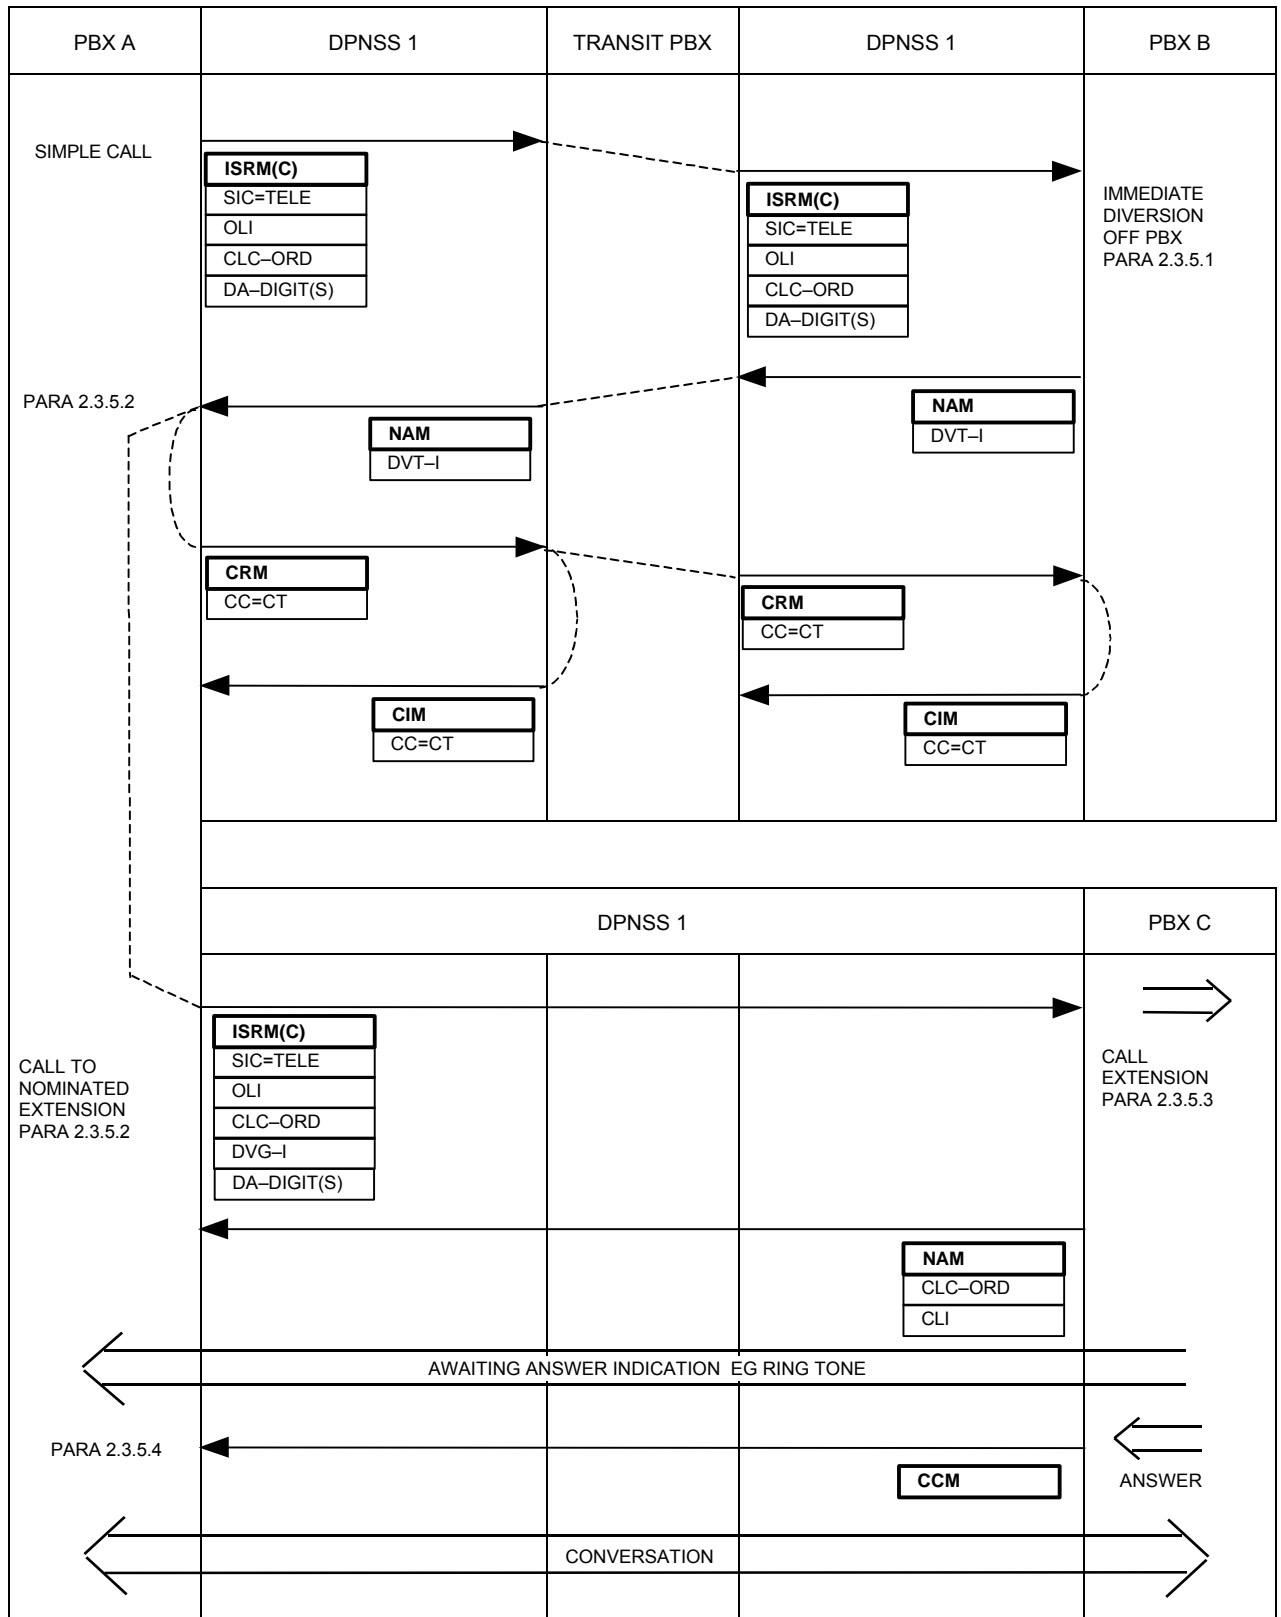 PBX A
DPNSS 1
TRANSIT PBX
DPNSS 1
PBX B
SIMPLE CALL
ISRM(C)
SIC=TELE
OLI
CLC–ORD
DA–DIGIT(S)
ISRM(C)
SIC=TELE
OLI
CLC–ORD
DA–DIGIT(S)
IMMEDIATE
DIVERSION
OFF PBX
PARA 2.3.5.1
PARA 2.3.5.2
NAM
DVT–I
NAM
DVT–I
CRM
CC=CT
CRM
CC=CT
CIM
CC=CT
CIM
CC=CT
DPNSS 1
PBX C
CALL TO
NOMINATED
EXTENSION
PARA 2.3.5.2
ISRM(C)
SIC=TELE
OLI
CLC–ORD
DVG–I
DA–DIGIT(S)
CALL
EXTENSION
PARA 2.3.5.3
NAM
CLC–ORD
CLI
AWAITING ANSWER INDICATION EG RING TONE
PARA 2.3.5.4
CCM
ANSWER
CONVERSATION